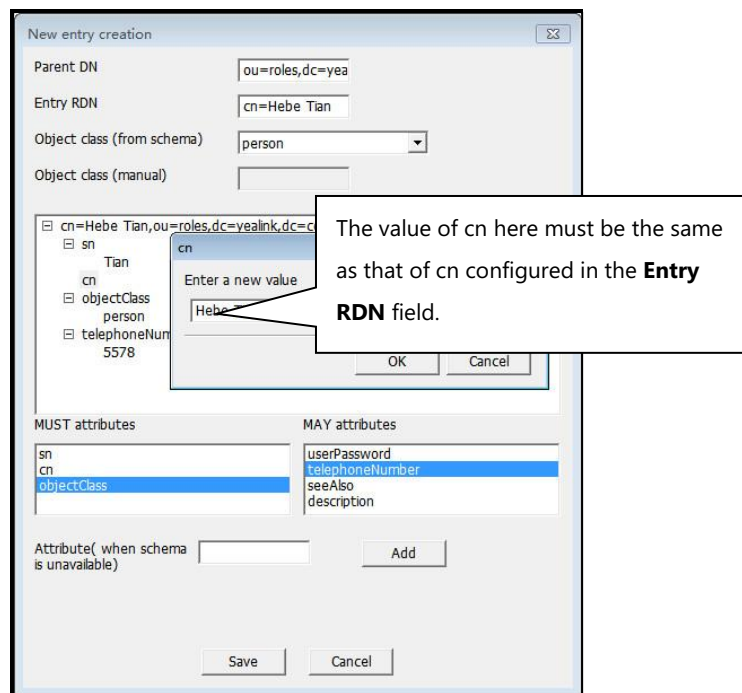 New entry creation
Parent DN
ou=roles,dc=yea
Entry RDN
cn=Hebe Tian
Object class (from schema)
person
Object class (manual)
cn=Hebe Tian,ou=roles,dc=yealink,dc=c
sn
Tian
cn
objectClass
person
telephoneNum
5578
cn
Enter a new value
Hebe T
OK Cancel
The value of cn here must be the same
as that of cn configured in the Entry
RDN field.
MUST attributes
sn
cn
objectClass
MAY attributes
userPassword
telephoneNumber
seeAlso
description
Attribute( when schema
is unavailable)
Add
Save Cancel